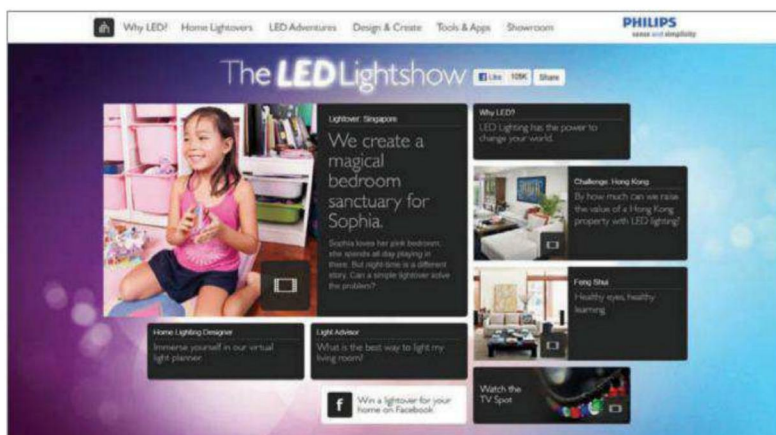 Why LED?
Home Lightovers
LED Adventures
Design & Create
Tools & Apps
Showroom
PHILIPS
sense and simplicity
The LED Lightshow
Like
105K
Share
Lightover: Singapore
We create a
magical
bedroom
sanctuary for
Sophia.
Sophia loves her pink bedroom,
she spends all day playing in
there. But night-time is a different
story. Can a simple lightover solve
the problem?
Why LED?
LED Lighting has the power to
change your world.
Challenge: Hong Kong
By how much can we raise
the value of a Hong Kong
property with LED lighting?
Feng Shui
Healthy eyes, healthy
learning
Home Lighting Designer
Immerse yourself in our virtual
light planner
Light Advisor
What is the best way to light my
living room?
f
Win a lightover for your
home on Facebook
Watch the
TV Spot